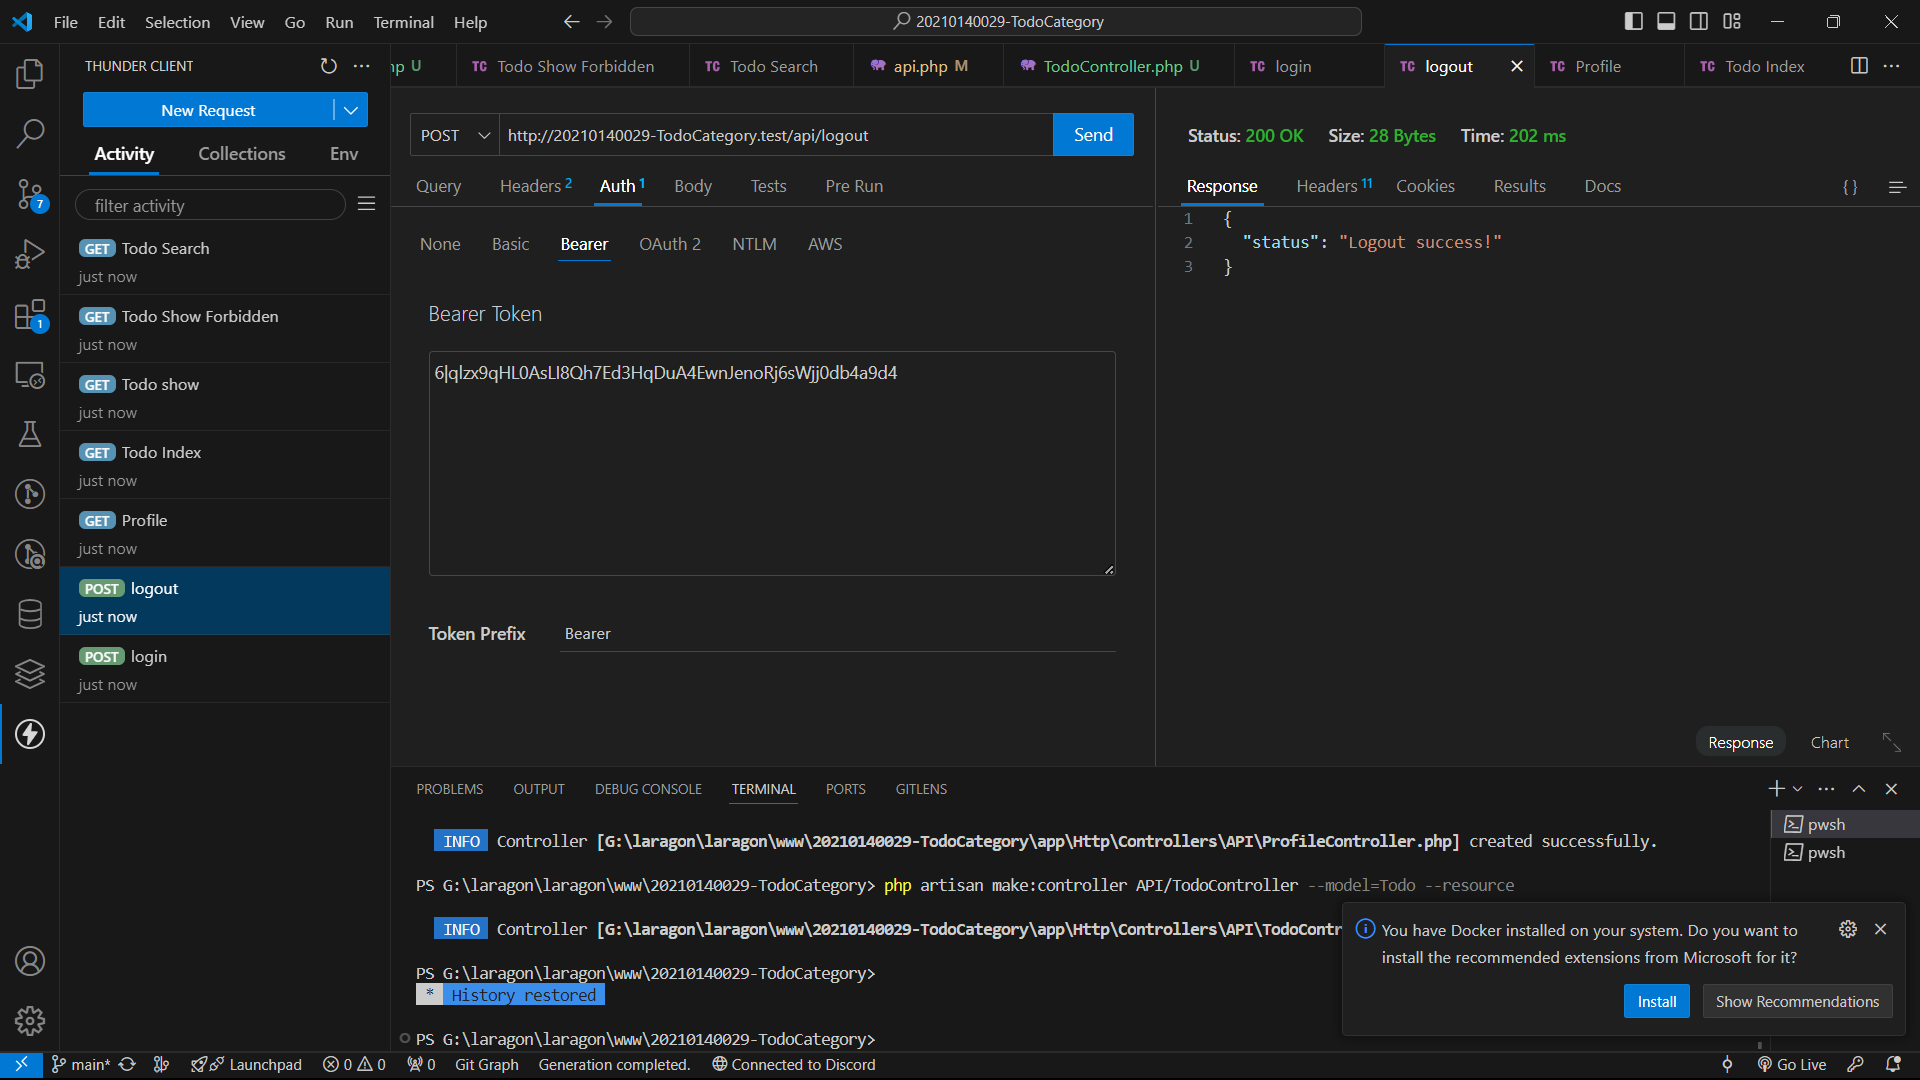 File Edit Selection View Go Run Terminal Help
20210140029-TodoCategory
THUNDER CLIENT
New Request
Activity Collections Env
filter activity
GET Todo Search
just now
GET Todo Show Forbidden
just now
GET Todo show
just now
GET Todo Index
just now
GET Profile
just now
POST logout
just now
POST login
just now
7
1
np U
TC Todo Show Forbidden
TC Todo Search
api.php M
TodoController.php U
TC login
TC logout
TC Profile
TC Todo Index
POST http://20210140029-TodoCategory.test/api/logout Send
Query Headers 2 Auth 1 Body Tests Pre Run
None Basic Bearer OAuth 2 NTLM AWS
Bearer Token
6|qlzx9qHL0AsLI8Qh7Ed3HqDuA4EwnJenoRj6sWjj0db4a9d4
Token Prefix Bearer
Status: 200 OK Size: 28 Bytes Time: 202 ms
Response Headers 11 Cookies Results Docs {}
1 {
2 "status": "Logout success!"
3 }
Response Chart
PROBLEMS OUTPUT DEBUG CONSOLE TERMINAL PORTS GITLENS
INFO Controller [G:\laragon\laragon\www\20210140029-TodoCategory\app\Http\Controllers\API\ProfileController.php] created successfully.
PS G:\laragon\laragon\www\20210140029-TodoCategory> php artisan make:controller API/TodoController --model=Todo --resource
INFO Controller [G:\laragon\laragon\www\20210140029-TodoCategory\app\Http\Controllers\API\TodoContr
PS G:\laragon\laragon\www\20210140029-TodoCategory>
* History restored
PS G:\laragon\laragon\www\20210140029-TodoCategory>
pwsh
pwsh
You have Docker installed on your system. Do you want to
install the recommended extensions from Microsoft for it?
Install Show Recommendations
main* Launchpad 0 0 0 Git Graph Generation completed. Connected to Discord Go Live